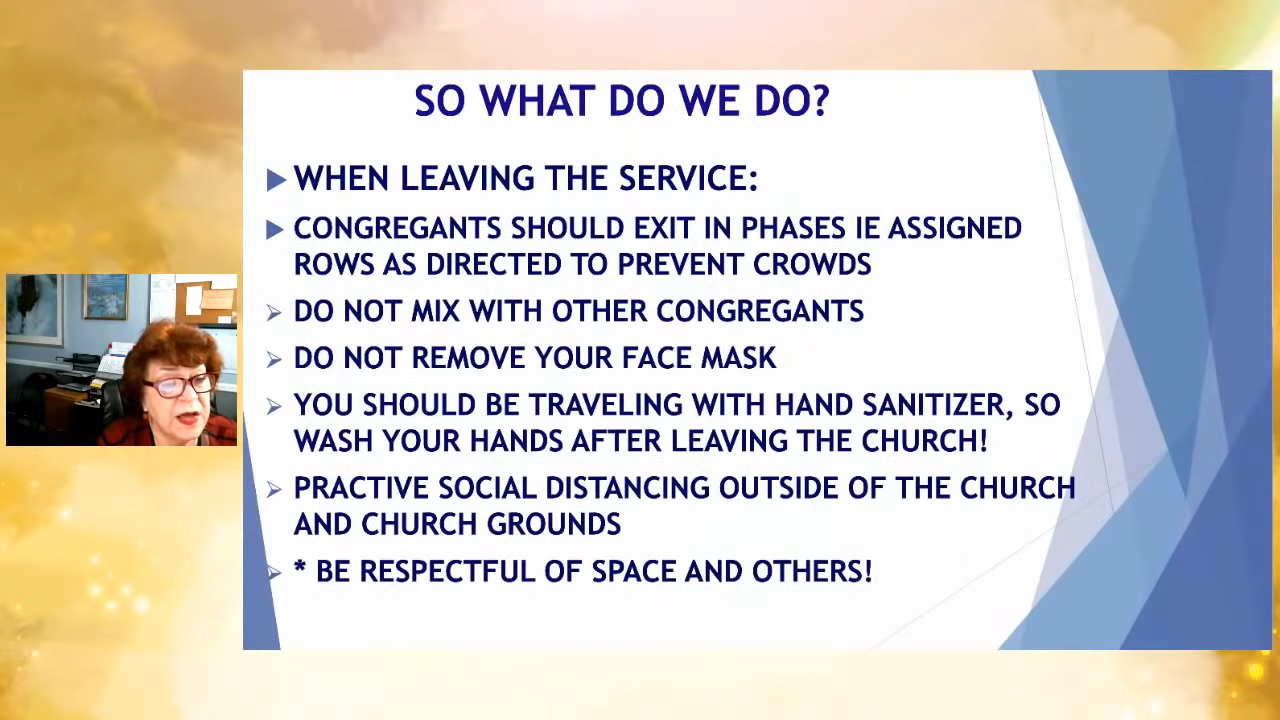 SO WHAT DO WE DO?
WHEN LEAVING THE SERVICE:
CONGREGANTS SHOULD EXIT IN PHASES IE ASSIGNED
ROWS AS DIRECTED TO PREVENT CROWDS
DO NOT MIX WITH OTHER CONGREGANTS
DO NOT REMOVE YOUR FACE MASK
YOU SHOULD BE TRAVELING WITH HAND SANITIZER, SO
WASH YOUR HANDS AFTER LEAVING THE CHURCH!
PRACTIVE SOCIAL DISTANCING OUTSIDE OF THE CHURCH
AND CHURCH GROUNDS
* BE RESPECTFUL OF SPACE AND OTHERS!